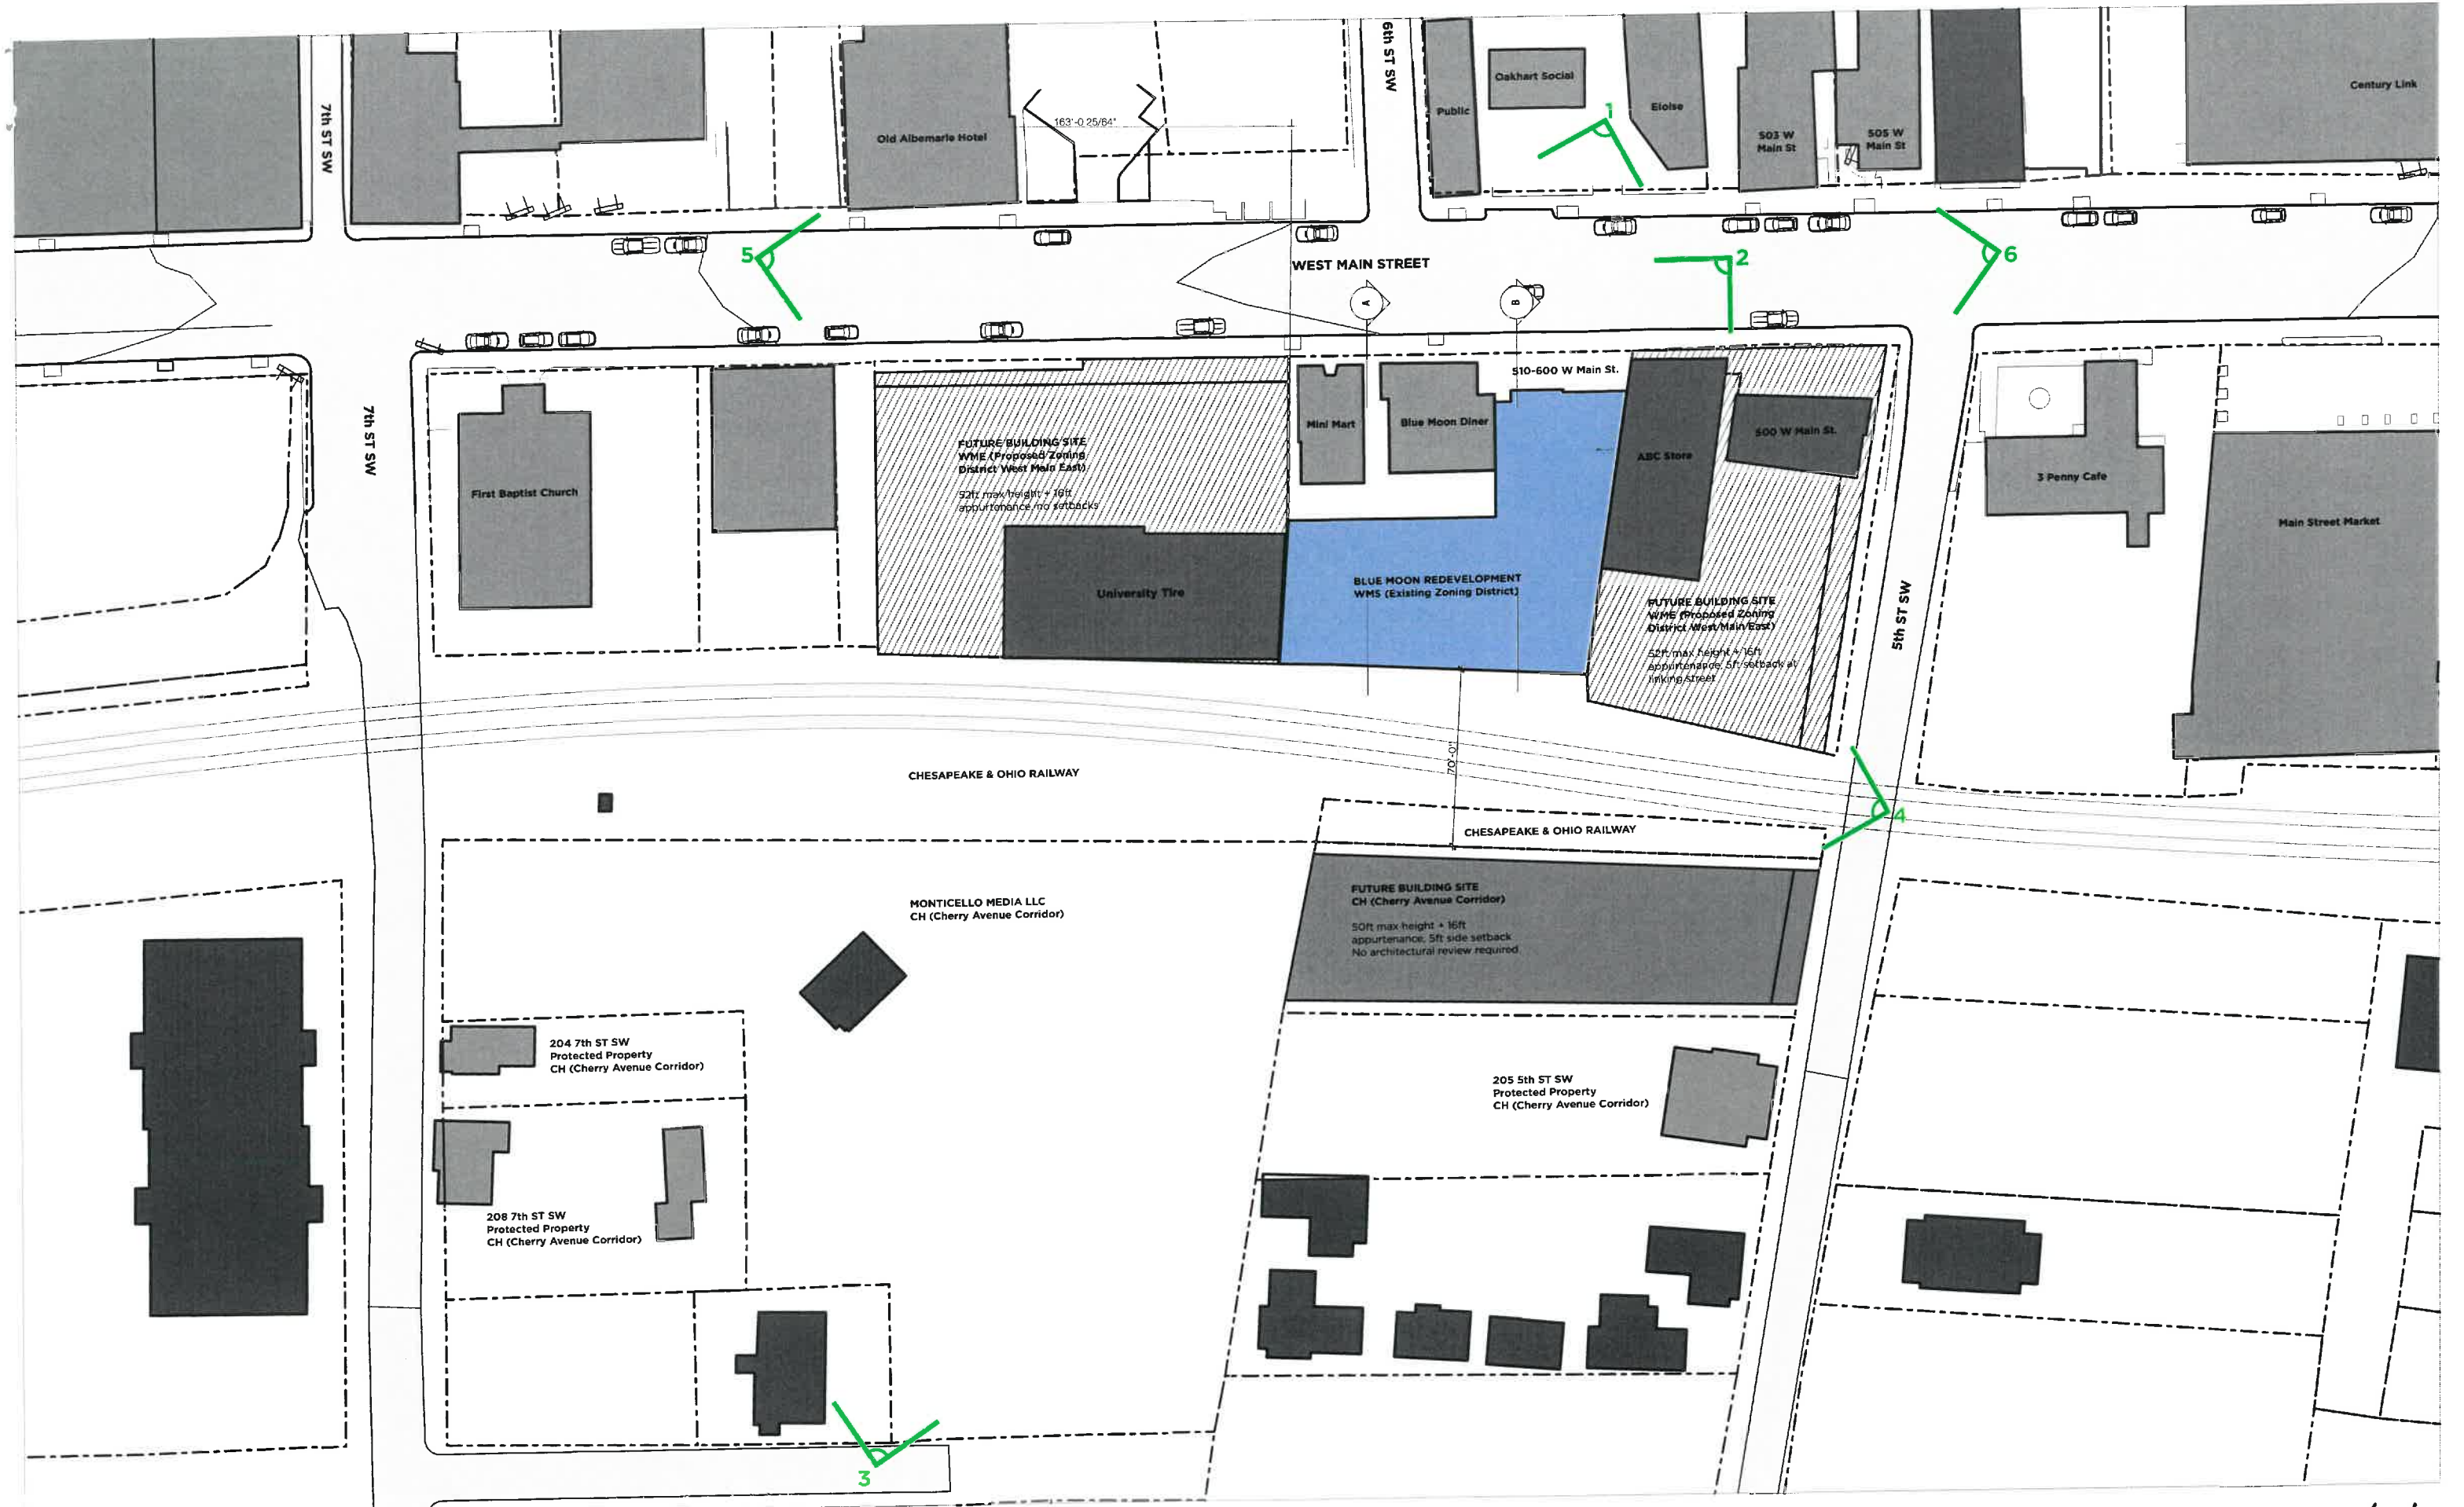 6th ST SW
7th ST SW
Public
Oakhart Social
1
Eloise
503 W
Main St
505 W
Main St
Century Link
Old Albemarle Hotel
163'-0 25/64"
5
WEST MAIN STREET
2
6
A
B
7th ST SW
First Baptist Church
FUTURE BUILDING SITE
WME (Proposed Zoning
District West Main East)
52ft max height + 16ft
appurtenance, no setbacks
University Tire
Mini Mart
Blue Moon Diner
510-600 W Main St.
ABC Store
500 W Main St.
3 Penny Cafe
Main Street Market
BLUE MOON REDEVELOPMENT
WMS (Existing Zoning District)
FUTURE BUILDING SITE
WME (Proposed Zoning
District West Main East)
52ft max height + 16ft
appurtenance, 5ft setback at
linking street
5th ST SW
CHESAPEAKE & OHIO RAILWAY
70'-0"
4
CHESAPEAKE & OHIO RAILWAY
MONTICELLO MEDIA LLC
CH (Cherry Avenue Corridor)
FUTURE BUILDING SITE
CH (Cherry Avenue Corridor)
50ft max height + 16ft
appurtenance, 5ft side setback
No architectural review required
204 7th ST SW
Protected Property
CH (Cherry Avenue Corridor)
205 5th ST SW
Protected Property
CH (Cherry Avenue Corridor)
208 7th ST SW
Protected Property
CH (Cherry Avenue Corridor)
3